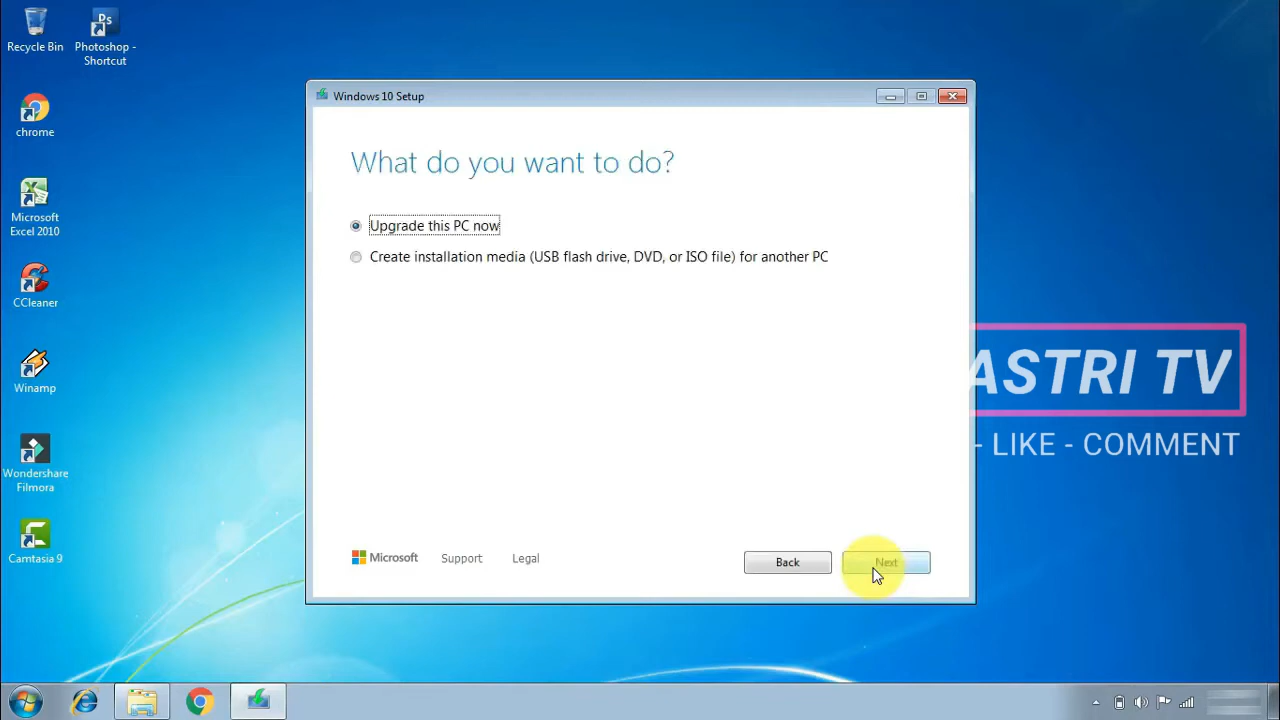 Recycle Bin
Photoshop -
Shortcut
chrome
Microsoft
Excel 2010
CCleaner
Winamp
Wondershare
Filmora
Camtasia 9
Windows 10 Setup
What do you want to do?
Upgrade this PC now
Create installation media (USB flash drive, DVD, or ISO file) for another PC
Microsoft
Support
Legal
Back
Next
ASTRI TV
- LIKE - COMMENT